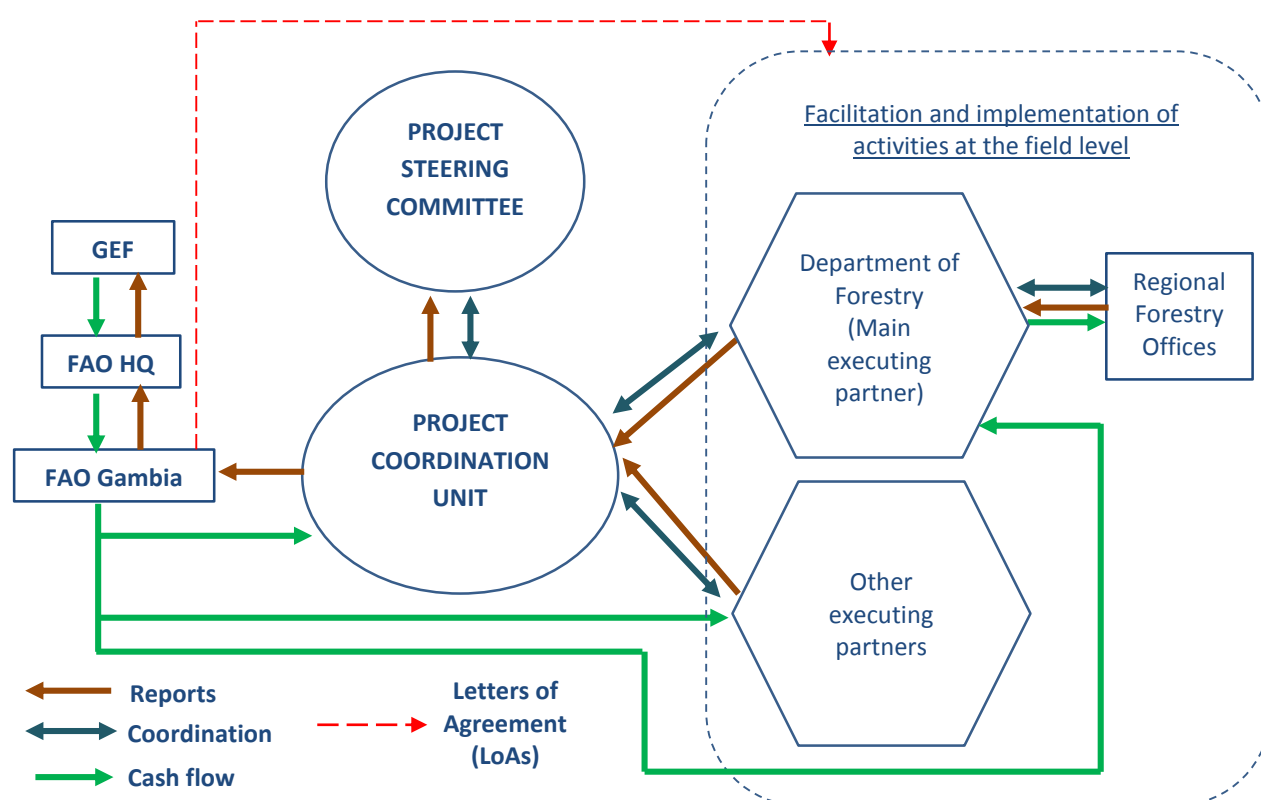 PROJECT
STEERING
COMMITTEE
Facilitation and implementation of
activities at the field level
GEF
FAO HQ
FAO Gambia
PROJECT
COORDINATION
UNIT
Department of
Forestry
(Main
executing
partner)
Regional
Forestry
Offices
Other
executing
partners
Reports
Coordination
Cash flow
Letters of
Agreement
(LoAs)